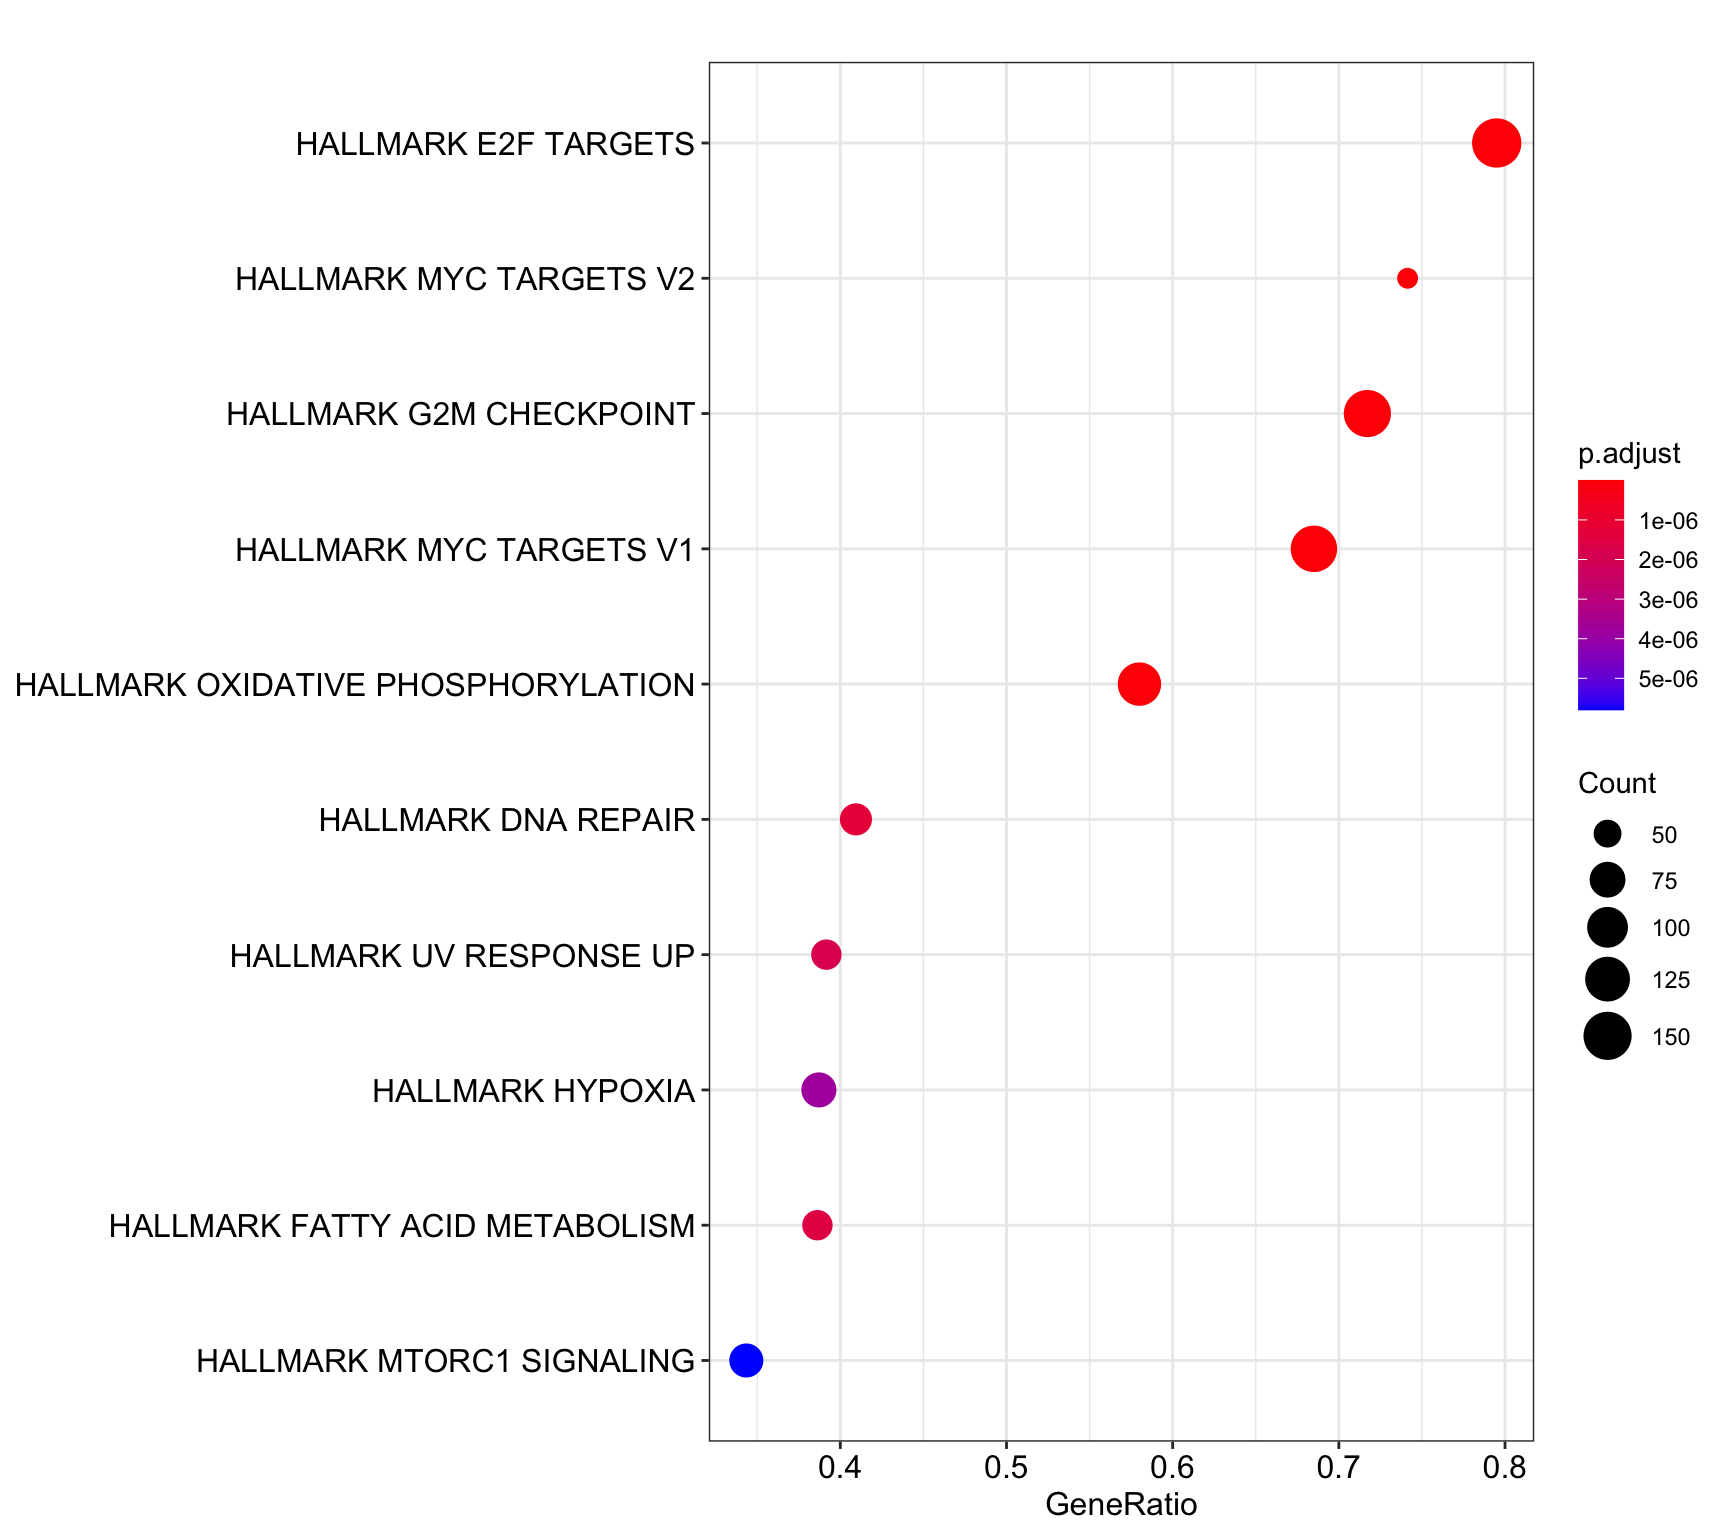 HALLMARK E2F TARGETS
HALLMARK MYC TARGETS V2
HALLMARK G2M CHECKPOINT
HALLMARK MYC TARGETS V1
HALLMARK OXIDATIVE PHOSPHORYLATION
HALLMARK DNA REPAIR
HALLMARK UV RESPONSE UP
HALLMARK HYPOXIA
HALLMARK FATTY ACID METABOLISM
HALLMARK MTORC1 SIGNALING
0.4 0.5 0.6 0.7 0.8
GeneRatio
p.adjust
1e-06
2e-06
3e-06
4e-06
5e-06
Count
50
75
100
125
150